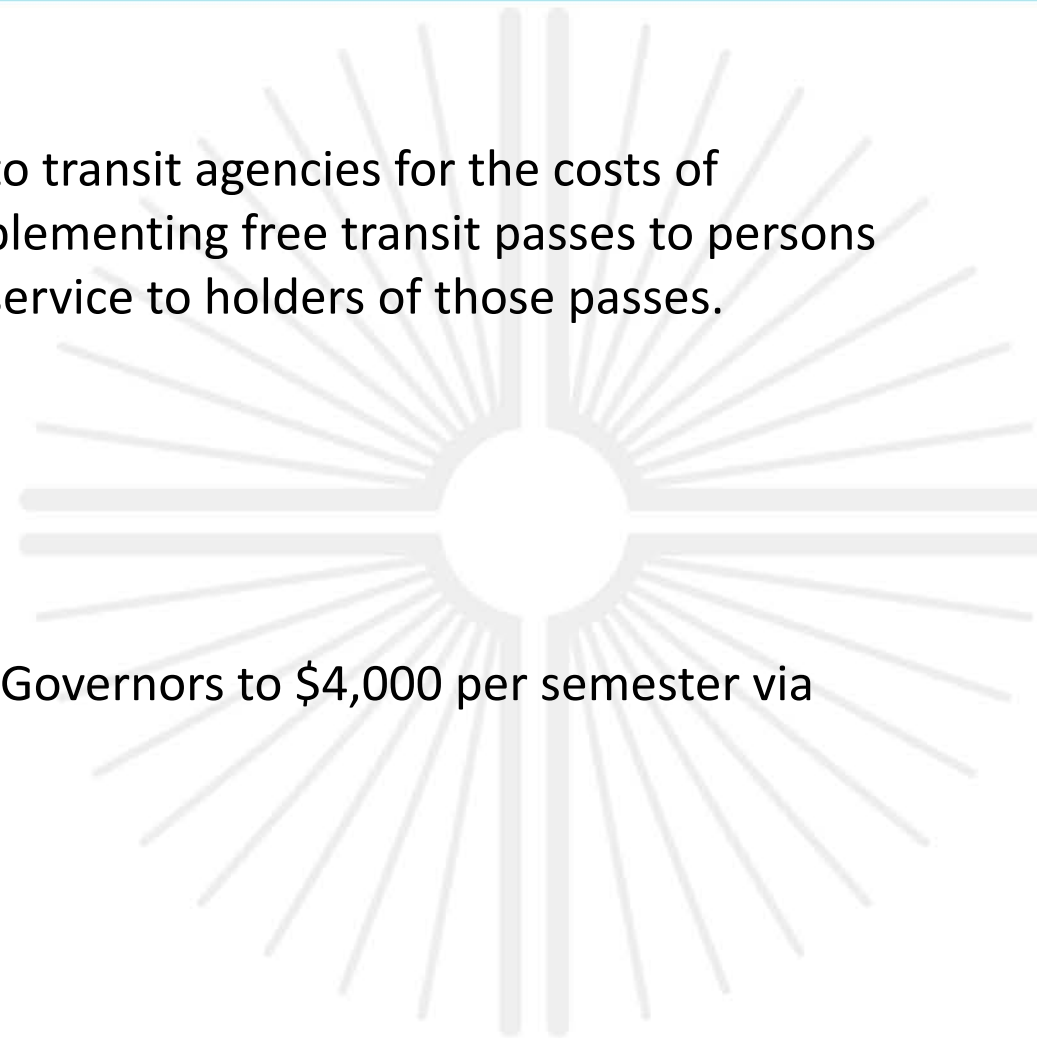 to transit agencies for the costs of
plementing free transit passes to persons
service to holders of those passes.
Governors to $4,000 per semester via